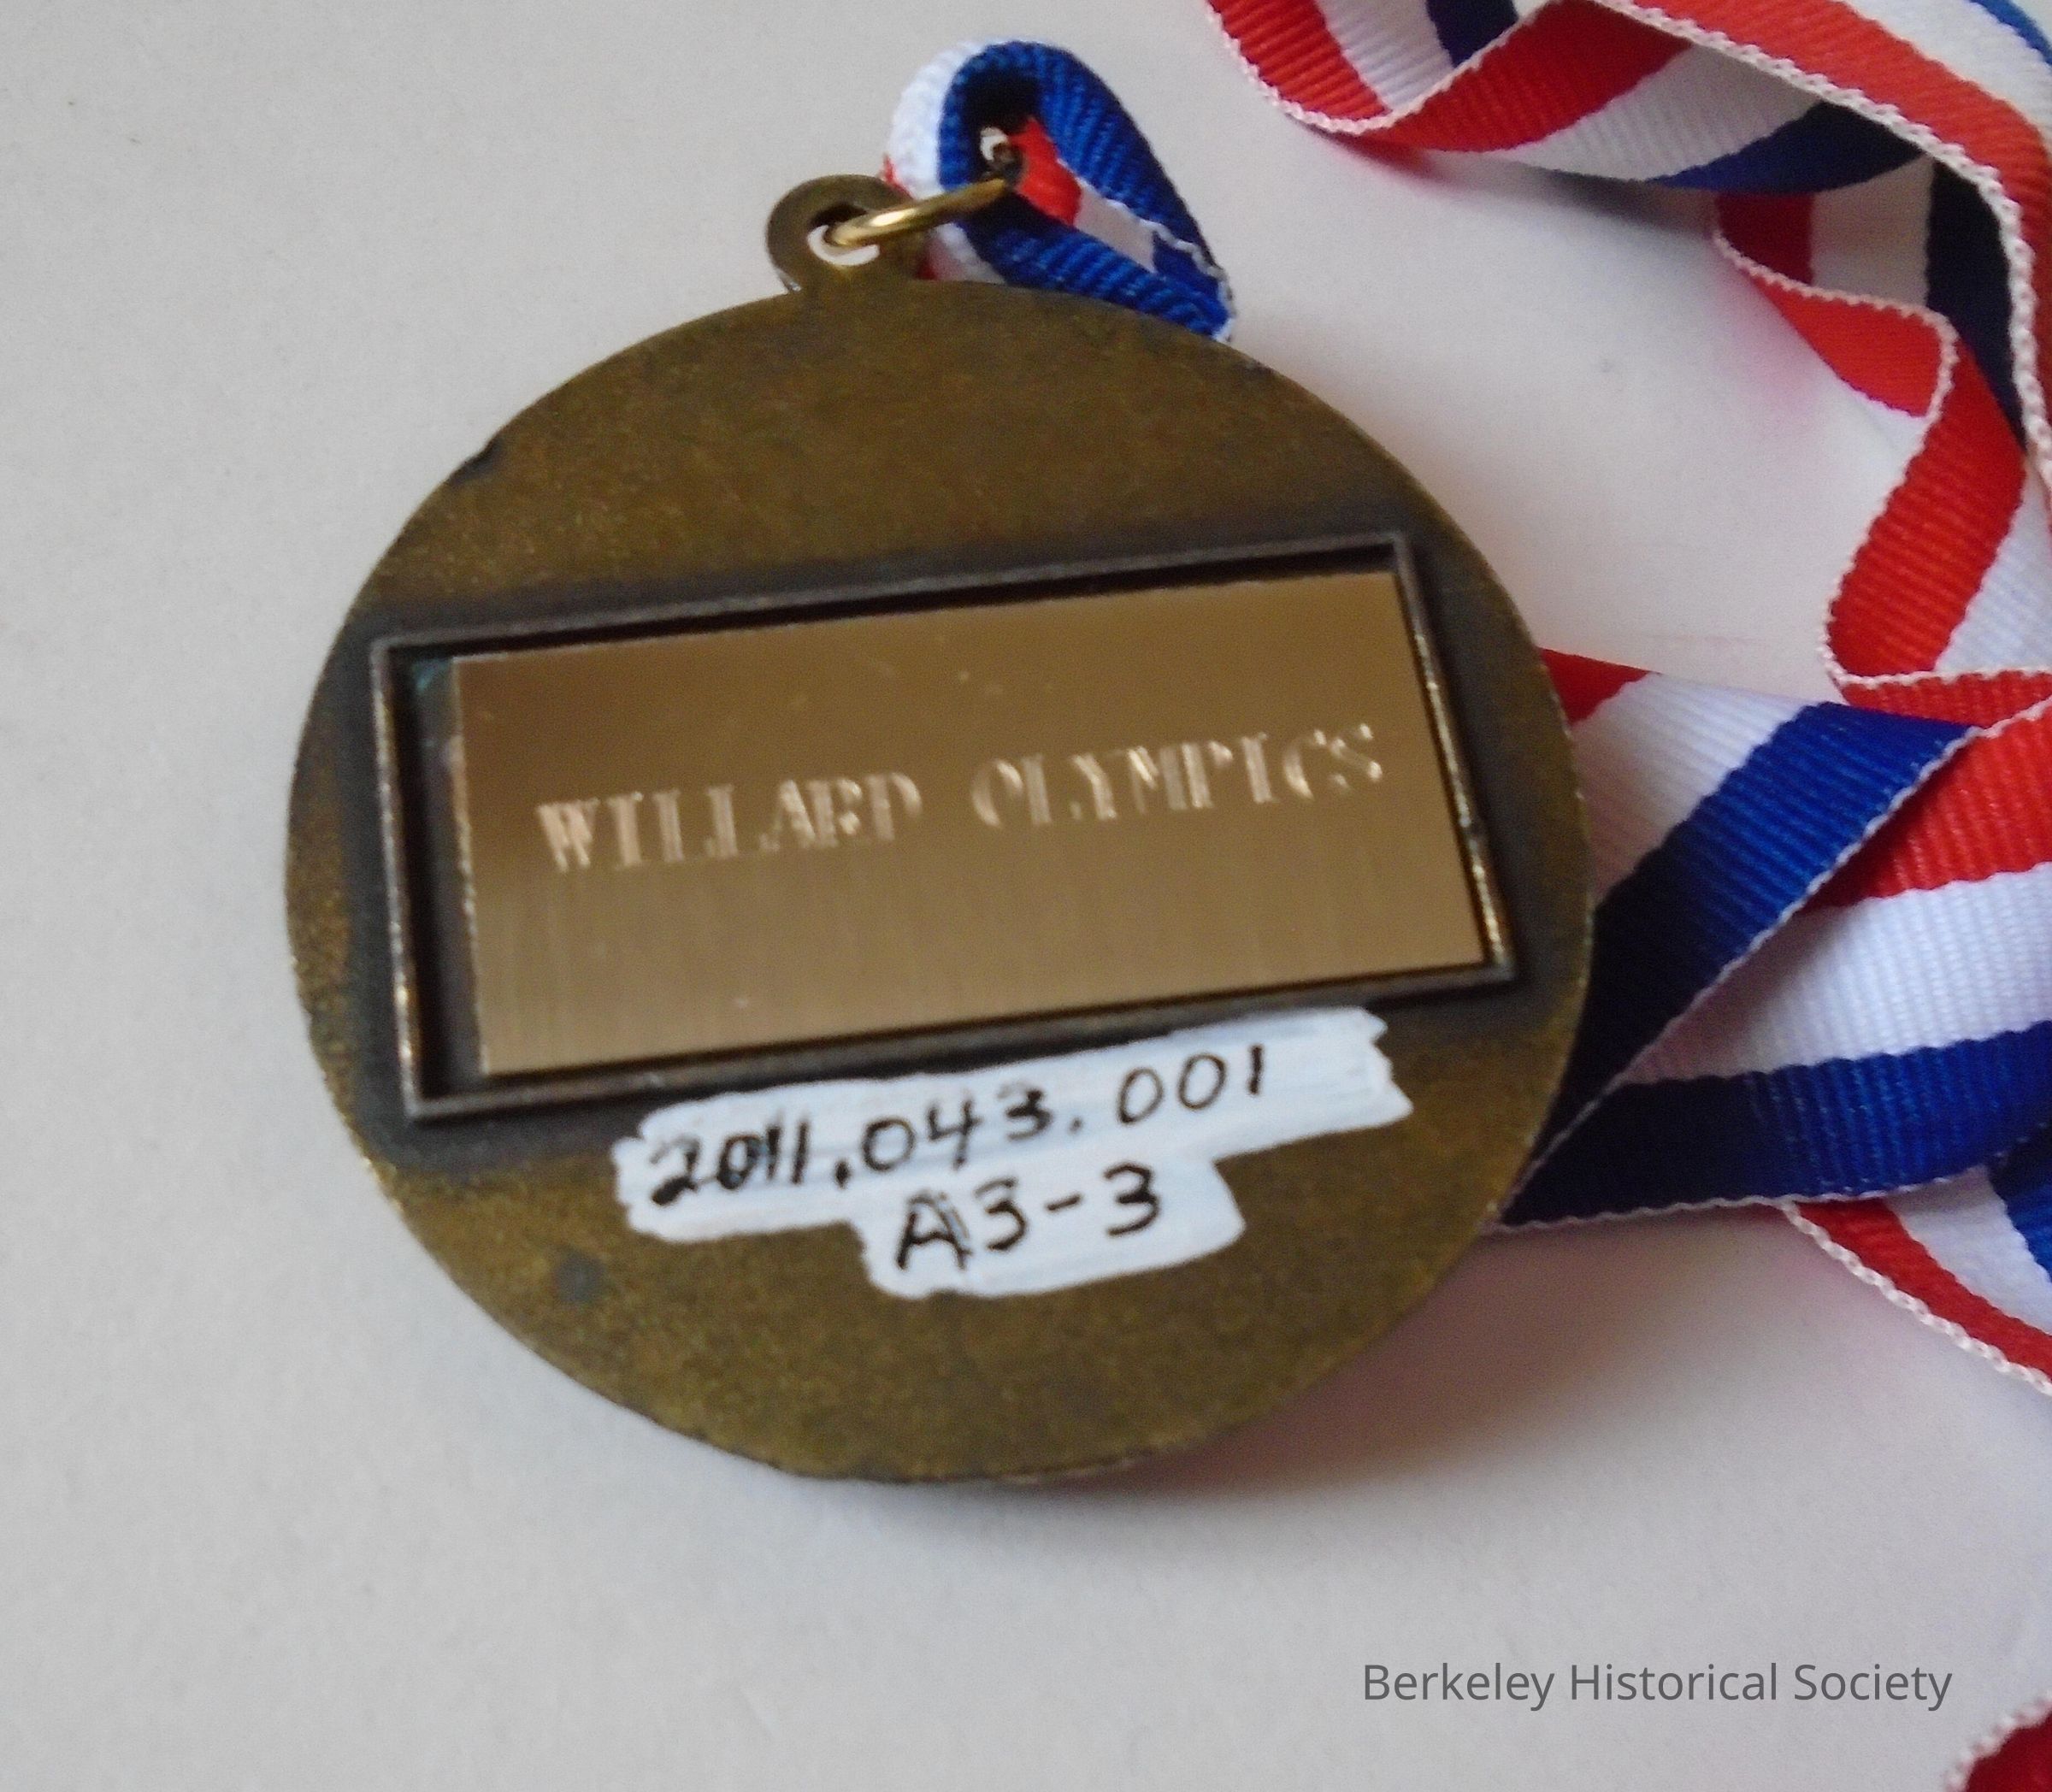 WILLARD OLYMPICS
2011.043.001
A3-3
Berkeley Historical Society